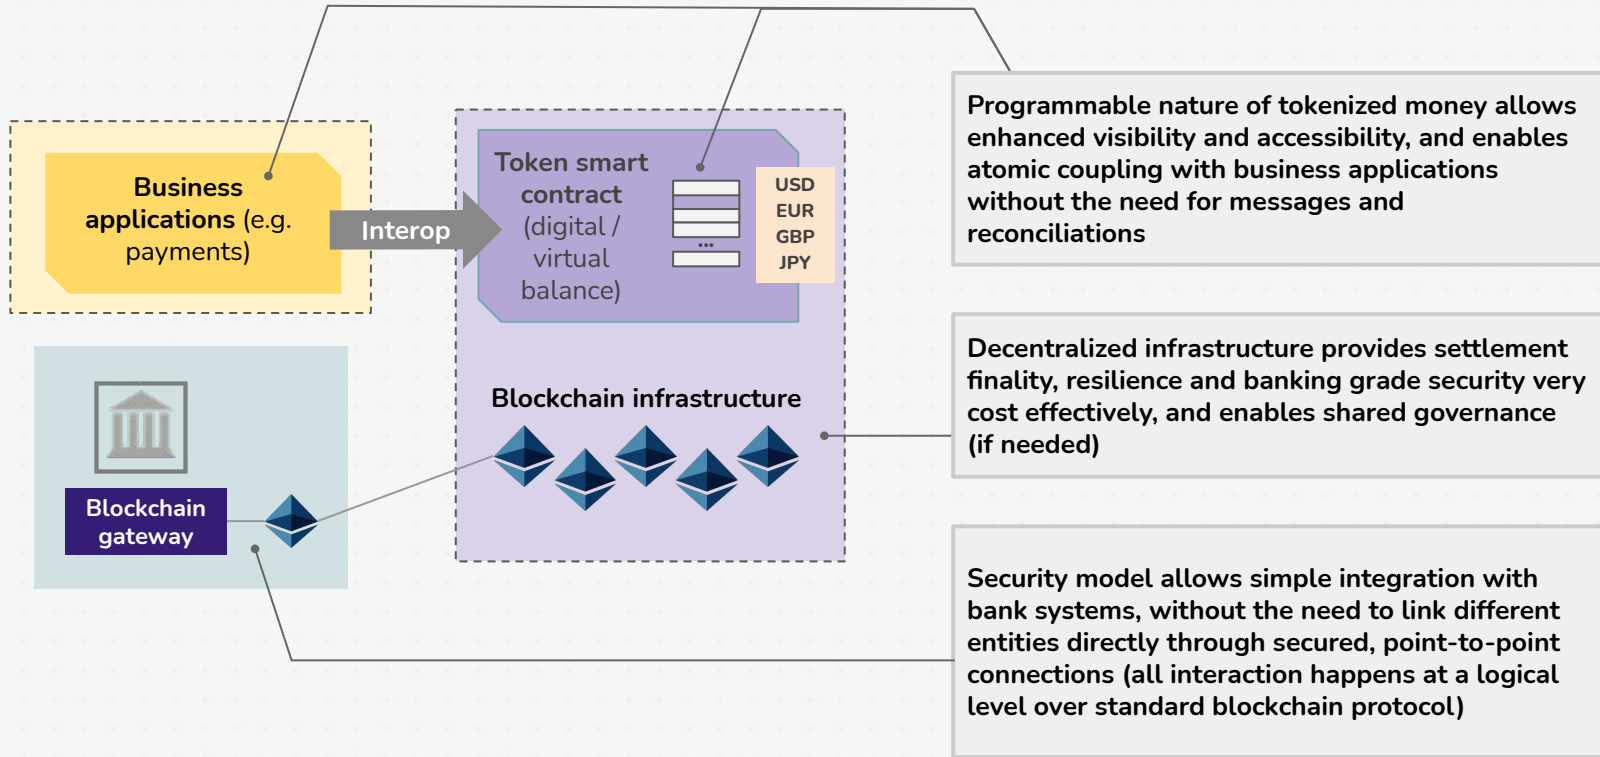 Business
applications (e.g.
payments)
Interop
Token smart
contract
(digital /
virtual
balance)
...
USD
EUR
GBP
JPY
Blockchain infrastructure
Blockchain
gateway
Programmable nature of tokenized money allows
enhanced visibility and accessibility, and enables
atomic coupling with business applications
without the need for messages and
reconciliations
Decentralized infrastructure provides settlement
finality, resilience and banking grade security very
cost effectively, and enables shared governance
(if needed)
Security model allows simple integration with
bank systems, without the need to link different
entities directly through secured, point-to-point
connections (all interaction happens at a logical
level over standard blockchain protocol)